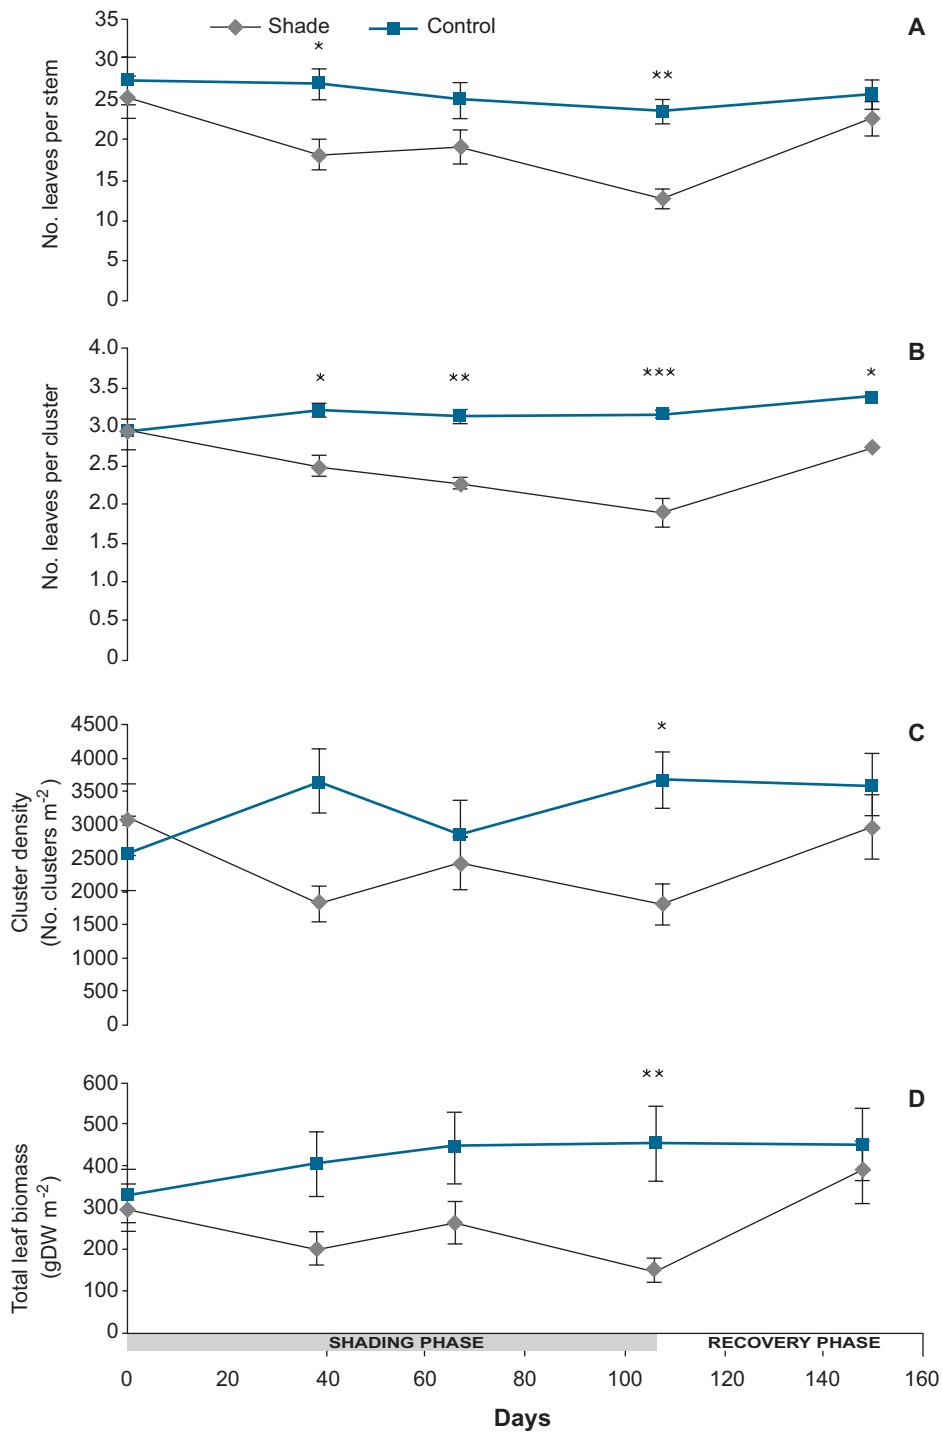 Shade
Control
A
No. leaves per stem
35
30
25
20
15
10
5
0
*
**
B
No. leaves per cluster
4.0
3.5
3.0
2.5
2.0
1.5
1.0
0.5
0
*
**
***
*
C
Cluster density
(No. clusters m-2)
4500
4000
3500
3000
2500
2000
1500
1000
500
0
*
D
Total leaf biomass
(gDW m-2)
600
500
400
300
200
100
0
**
SHADING PHASE
RECOVERY PHASE
0 20 40 60 80 100 120 140 160
Days